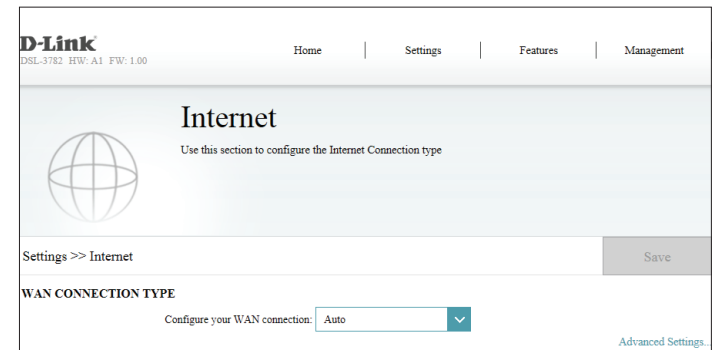 D-Link
DSL-3782 HW: A1 FW: 1.00
Home Settings Features Management
Internet
Use this section to configure the Internet Connection type
Settings >> Internet
Save
WAN CONNECTION TYPE
Configure your WAN connection: Auto
Advanced Settings...